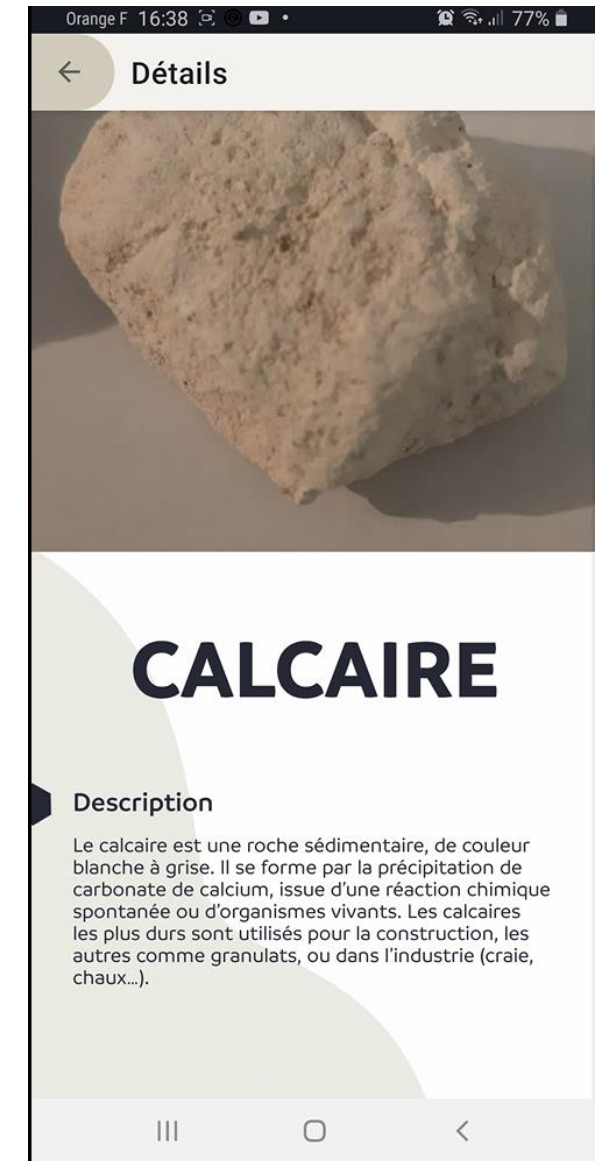 Orange F 16:38 77%
Détails
CALCAIRE
Description
Le calcaire est une roche sédimentaire, de couleur
blanche à grise. Il se forme par la précipitation de
carbonate de calcium, issue d'une réaction chimique
spontanée ou d'organismes vivants. Les calcaires
les plus durs sont utilisés pour la construction, les
autres comme granulats, ou dans l'industrie (craie,
chaux...).